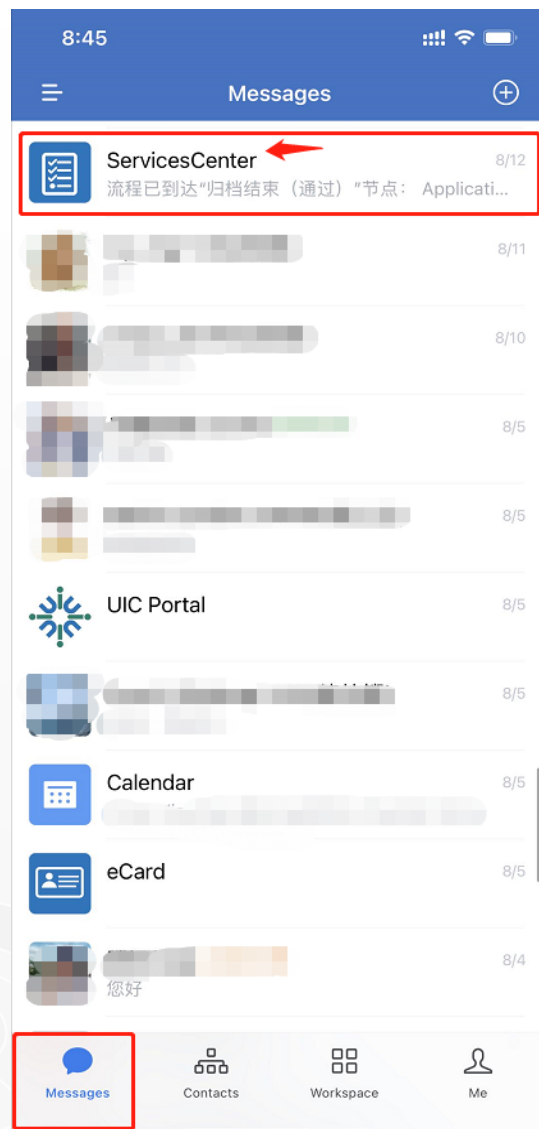 8:45
Messages
ServicesCenter
8/12
流程已到达“归档结束（通过）”节点： Applicati...
8/11
8/10
8/5
8/5
UIC Portal
8/5
8/5
Calendar
8/5
eCard
8/5
8/4
您好
Messages
Contacts
Workspace
Me